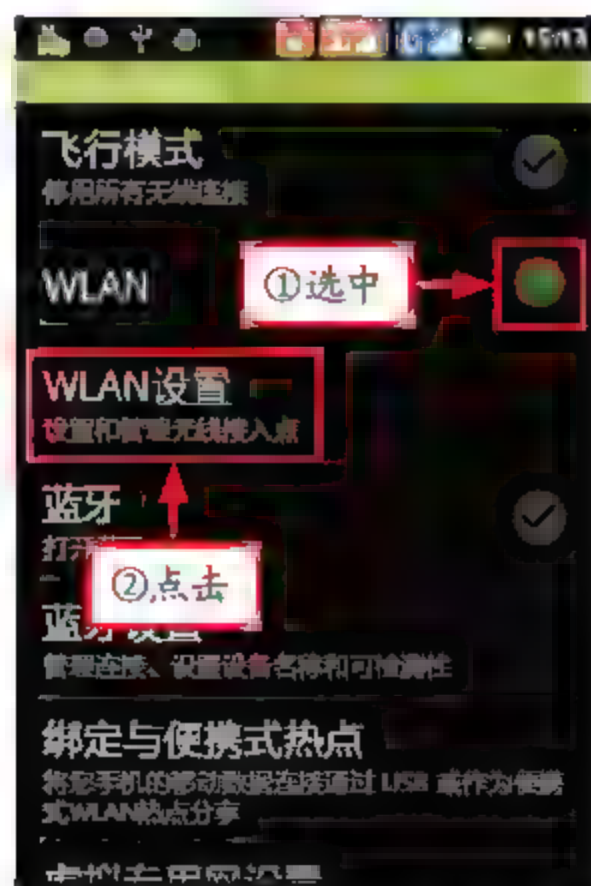 15:13
飞行模式
停用所有无线连接
WLAN
①选中
WLAN设置
设置和管理无线接入点
蓝牙
打开
②点击
蓝牙设置
管理连接、设置设备名称和可检测性
绑定与便携式热点
将您手机的移动数据连接通过 USB 或作为便携
式WLAN热点分享